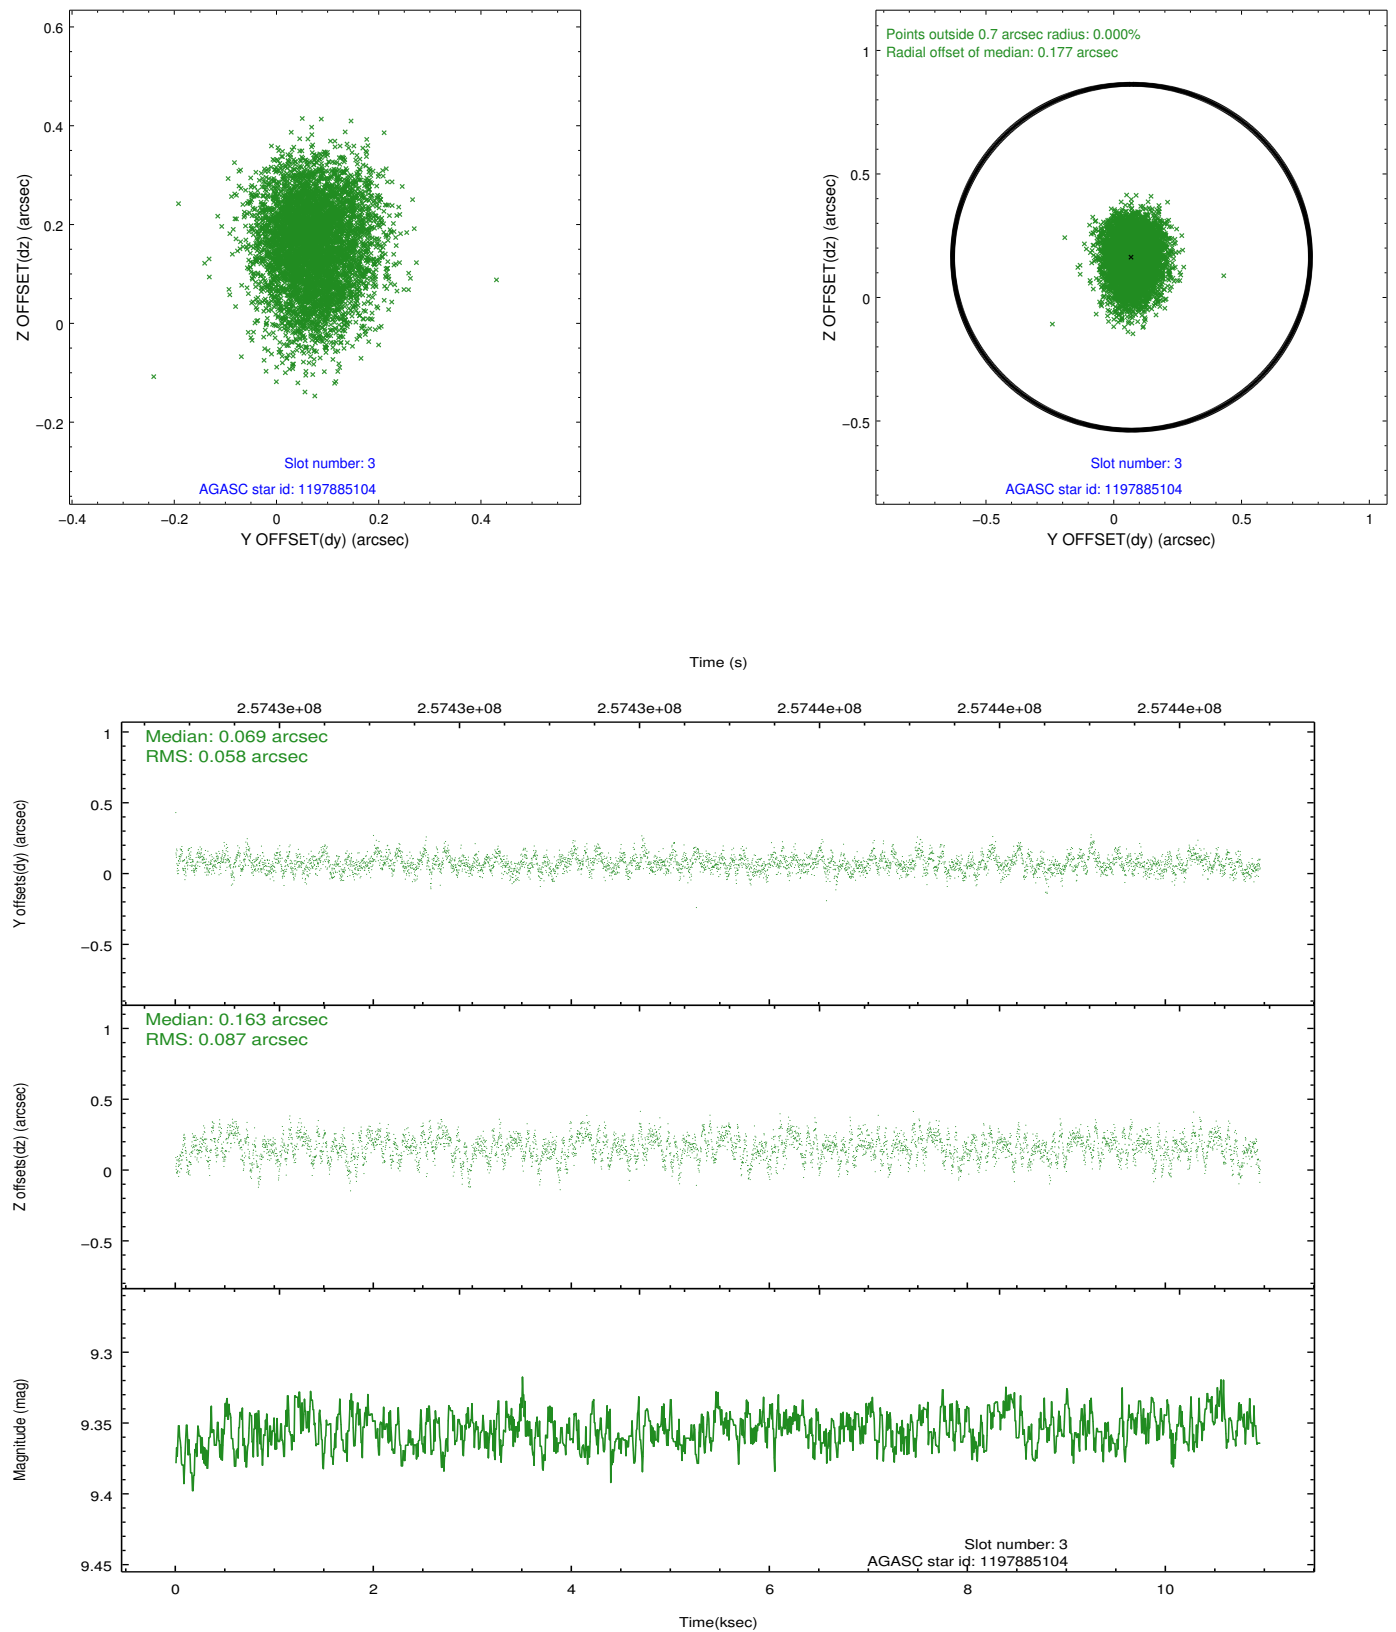 0.6
0.4
0.2
0
−0.2
−0.4
−0.2
0
0.2
0.4
Z OFFSET(dz) (arcsec)
Y OFFSET(dy) (arcsec)
Slot number: 3
AGASC star id: 1197885104
Points outside 0.7 arcsec radius: 0.000%
Radial offset of median: 0.177 arcsec
1
0.5
0
−0.5
−0.5
0
0.5
1
Z OFFSET(dz) (arcsec)
Y OFFSET(dy) (arcsec)
Slot number: 3
AGASC star id: 1197885104
Time (s)
2.5743e+08 2.5743e+08 2.5743e+08 2.5744e+08 2.5744e+08 2.5744e+08
Median: 0.069 arcsec
RMS: 0.058 arcsec
1
0.5
0
−0.5
Y offsets(dy) (arcsec)
Median: 0.163 arcsec
RMS: 0.087 arcsec
1
0.5
0
−0.5
Z offsets(dz) (arcsec)
9.3
9.35
9.4
9.45
Magnitude (mag)
Slot number: 3
AGASC star id: 1197885104
0 2 4 6 8 10
Time(ksec)